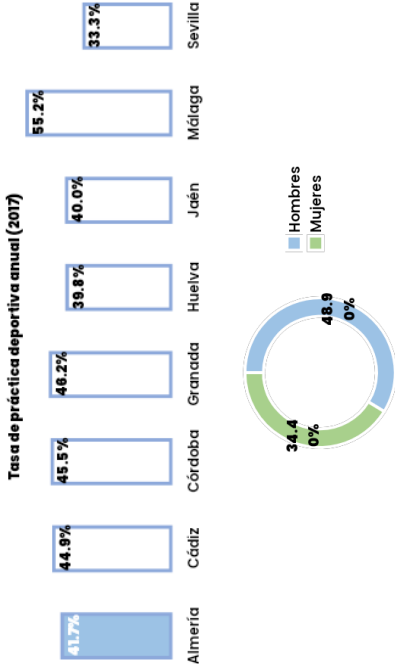 Tasa de práctica deportiva anual (2017)
41.7%
44.9%
45.5%
46.2%
39.8%
40.0%
55.2%
33.3%
Almería
Cádiz
Córdoba
Granada
Huelva
Jaén
Málaga
Sevilla
34.4
0%
48.9
0%
Hombres
Mujeres